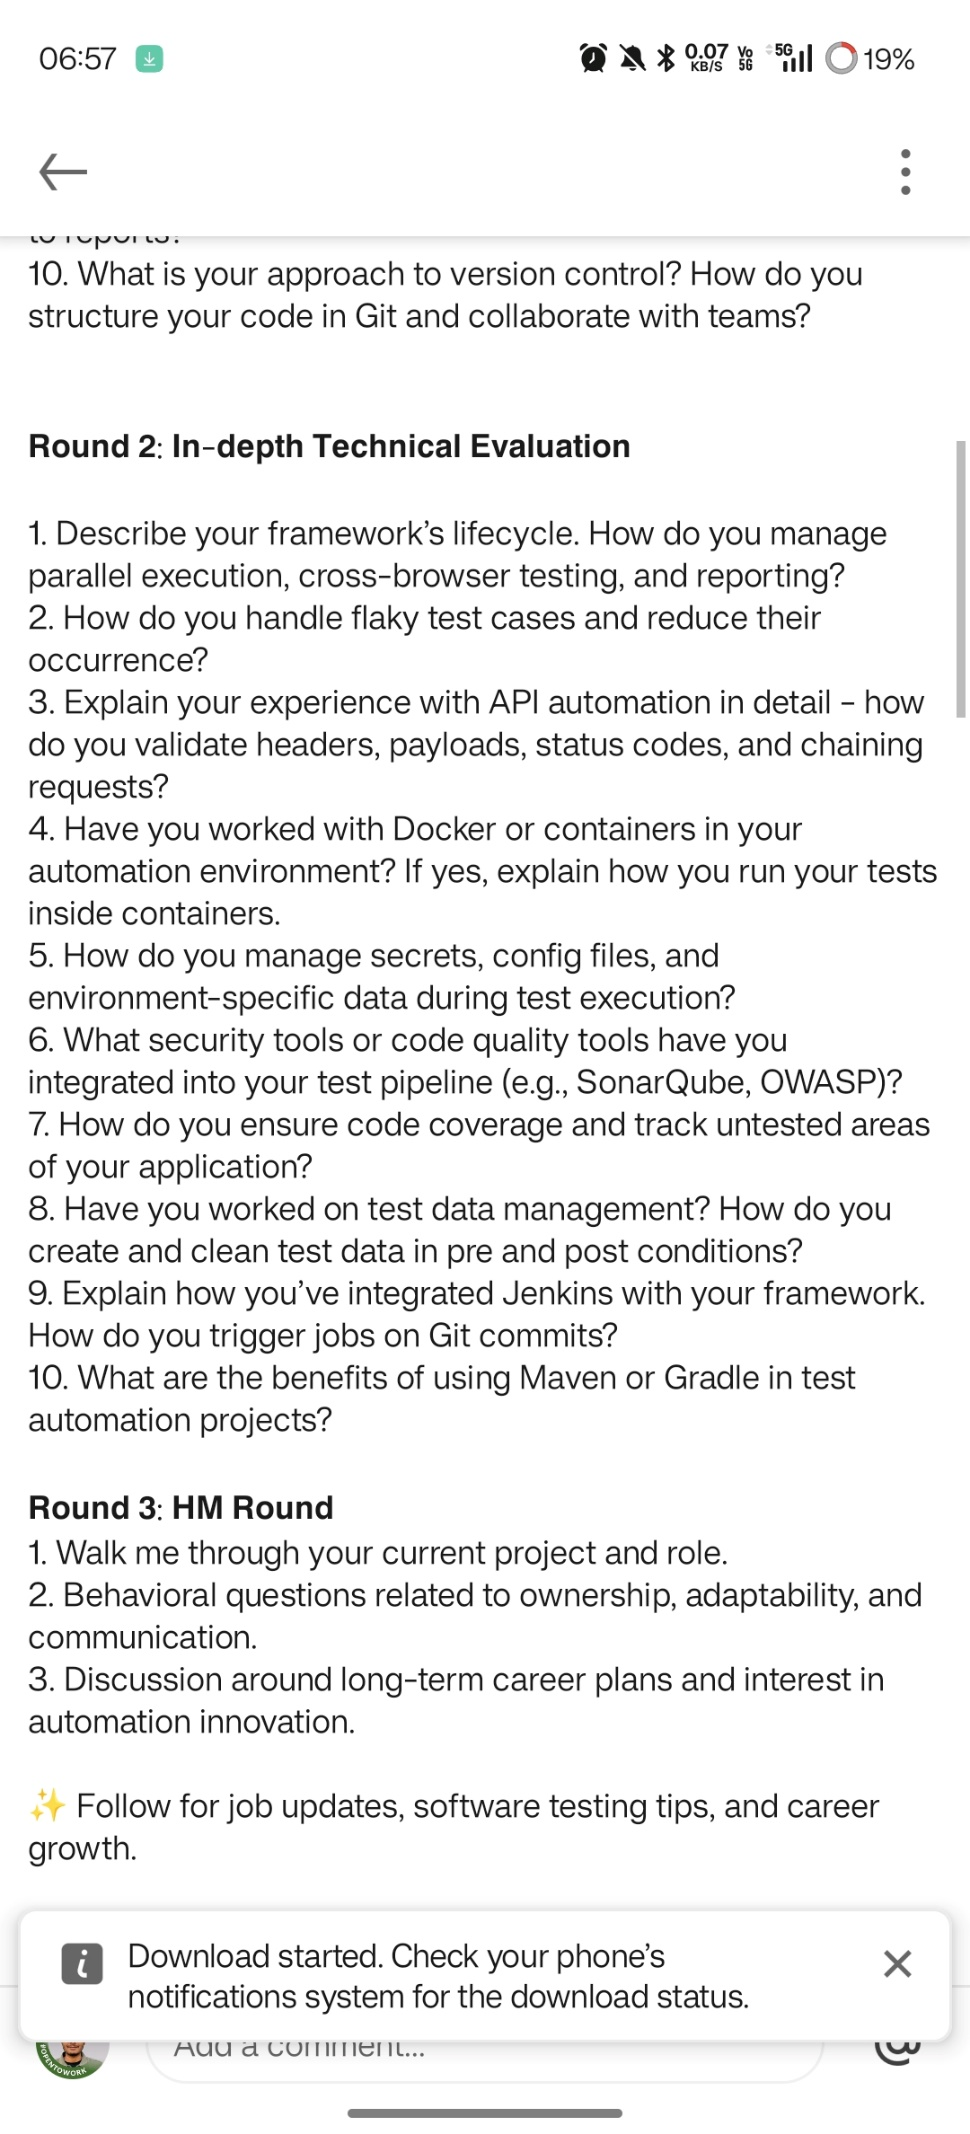 06:57
0.07 KB/S Vo 5G 5G 19%
to reports?
10. What is your approach to version control? How do you
structure your code in Git and collaborate with teams?
Round 2: In-depth Technical Evaluation
1. Describe your framework’s lifecycle. How do you manage
parallel execution, cross-browser testing, and reporting?
2. How do you handle flaky test cases and reduce their
occurrence?
3. Explain your experience with API automation in detail – how
do you validate headers, payloads, status codes, and chaining
requests?
4. Have you worked with Docker or containers in your
automation environment? If yes, explain how you run your tests
inside containers.
5. How do you manage secrets, config files, and
environment-specific data during test execution?
6. What security tools or code quality tools have you
integrated into your test pipeline (e.g., SonarQube, OWASP)?
7. How do you ensure code coverage and track untested areas
of your application?
8. Have you worked on test data management? How do you
create and clean test data in pre and post conditions?
9. Explain how you’ve integrated Jenkins with your framework.
How do you trigger jobs on Git commits?
10. What are the benefits of using Maven or Gradle in test
automation projects?
Round 3: HM Round
1. Walk me through your current project and role.
2. Behavioral questions related to ownership, adaptability, and
communication.
3. Discussion around long-term career plans and interest in
automation innovation.
✨ Follow for job updates, software testing tips, and career
growth.
Download started. Check your phone’s
notifications system for the download status.
Add a comment...
#OPENTOWORK
@